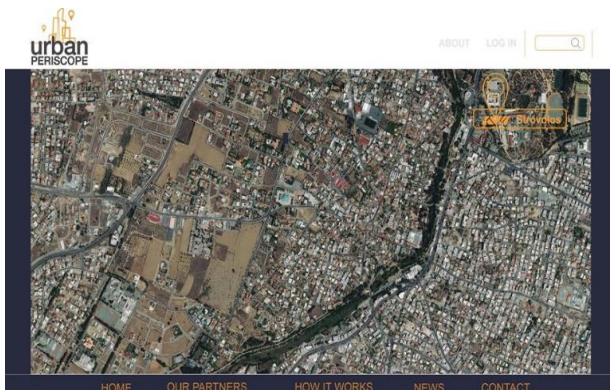 urban
PERISCOPE
ABOUT LOG IN
Strovolos
HOME OUR PARTNERS HOW IT WORKS NEWS CONTACT